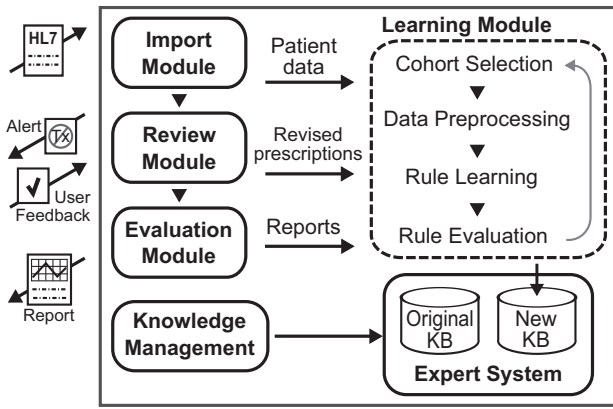 HL7
Alert
Tx
User
Feedback
Report
Import
Module
Review
Module
Evaluation
Module
Knowledge
Management
Patient
data
Revised
prescriptions
Reports
Learning Module
Cohort Selection
Data Preprocessing
Rule Learning
Rule Evaluation
Original
KB
New
KB
Expert System